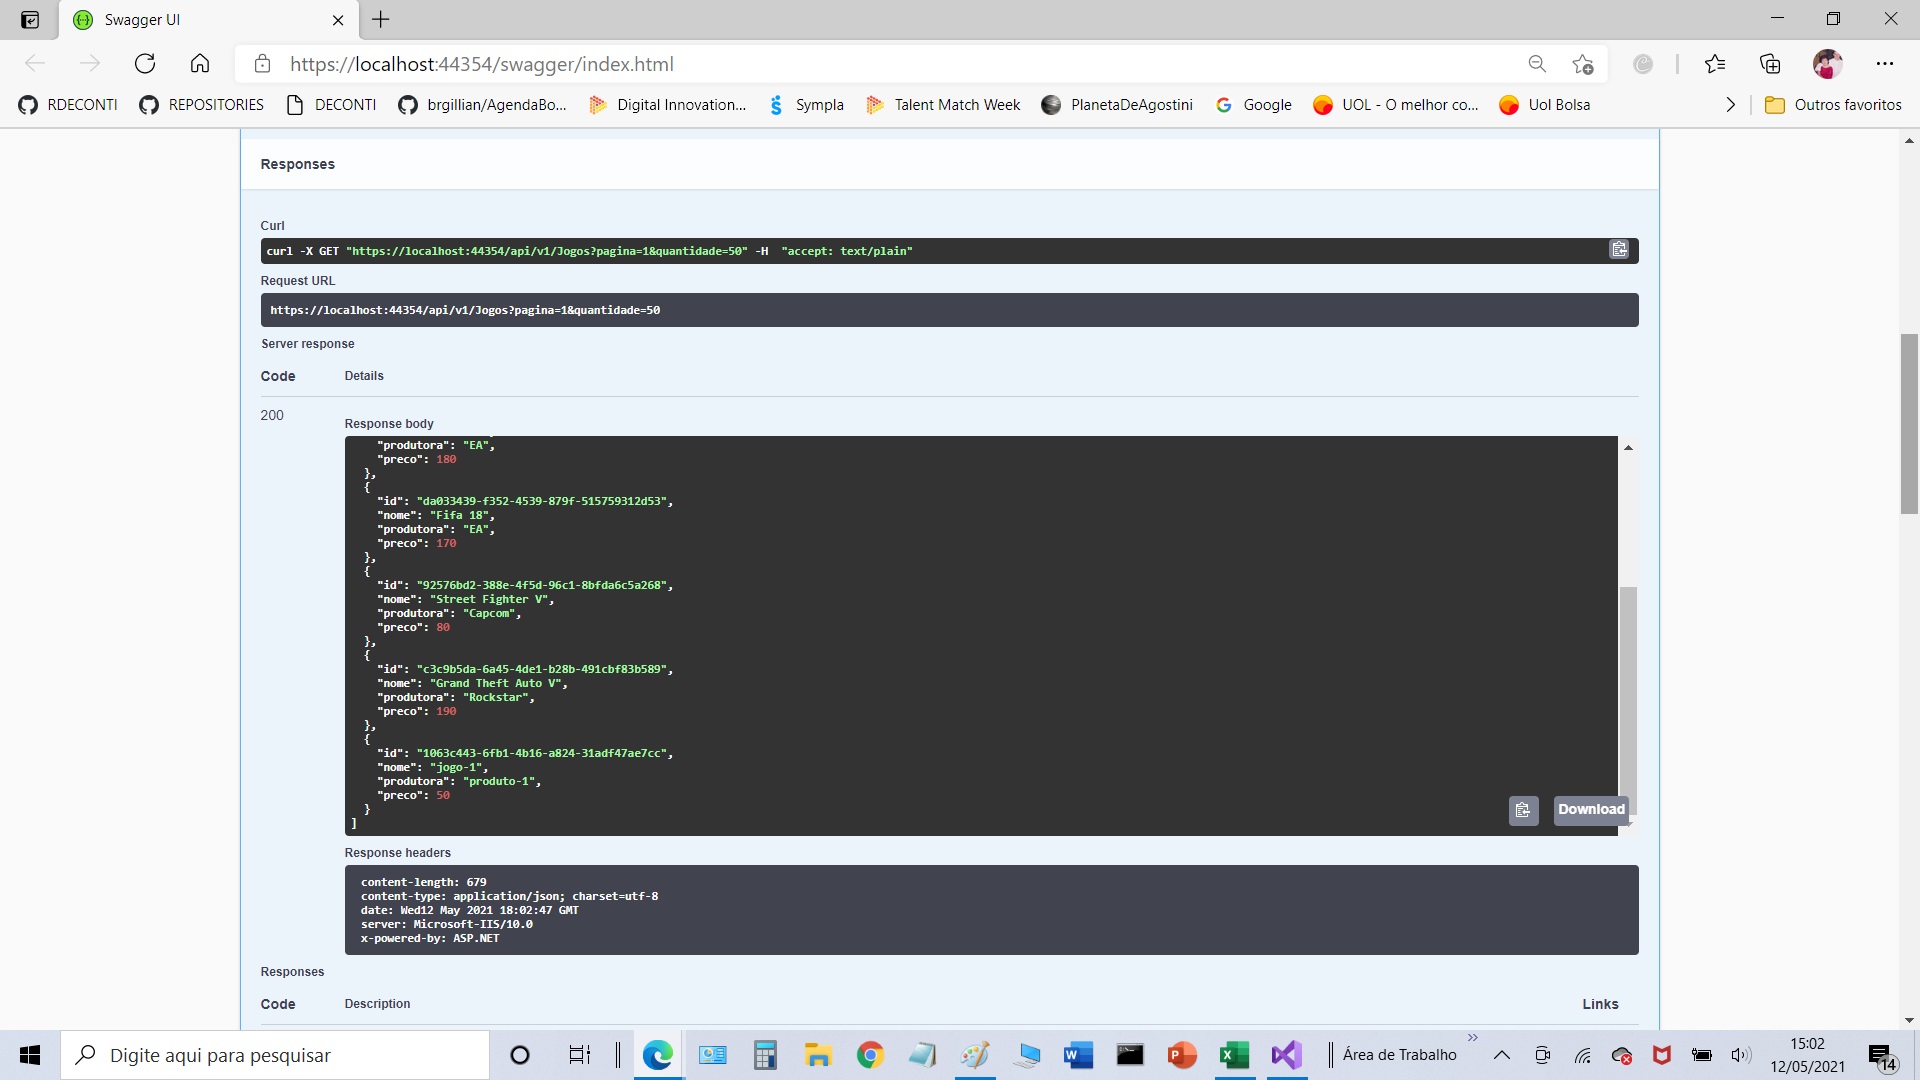 Swagger UI
https://localhost:44354/swagger/index.html
RDECONTI
REPOSITORIES
DECONTI
brgillian/AgendaBo...
Digital Innovation...
Sympla
Talent Match Week
PlanetaDeAgostini
Google
UOL - O melhor co...
Uol Bolsa
Outros favoritos
Responses
Curl
curl -X GET "https://localhost:44354/api/v1/Jogos?pagina=1&quantidade=50" -H  "accept: text/plain"
Request URL
https://localhost:44354/api/v1/Jogos?pagina=1&quantidade=50
Server response
Code Details
200
Response body
"produtora": "EA",
"preco": 180
},
{
"id": "da033439-f352-4539-879f-515759312d53",
"nome": "Fifa 18",
"produtora": "EA",
"preco": 170
},
{
"id": "92576bd2-388e-4f5d-96c1-8bfda6c5a268",
"nome": "Street Fighter V",
"produtora": "Capcom",
"preco": 80
},
{
"id": "c3c9b5da-6a45-4de1-b28b-491cbf83b589",
"nome": "Grand Theft Auto V",
"produtora": "Rockstar",
"preco": 190
},
{
"id": "1063c443-6fb1-4b16-a824-31adf47ae7cc",
"nome": "jogo-1",
"produtora": "produto-1",
"preco": 50
}
]
Download
Response headers
content-length: 679
content-type: application/json; charset=utf-8
date: Wed12 May 2021 18:02:47 GMT
server: Microsoft-IIS/10.0
x-powered-by: ASP.NET
Responses
Code Description Links
Digite aqui para pesquisar
Área de Trabalho
15:02
12/05/2021
14